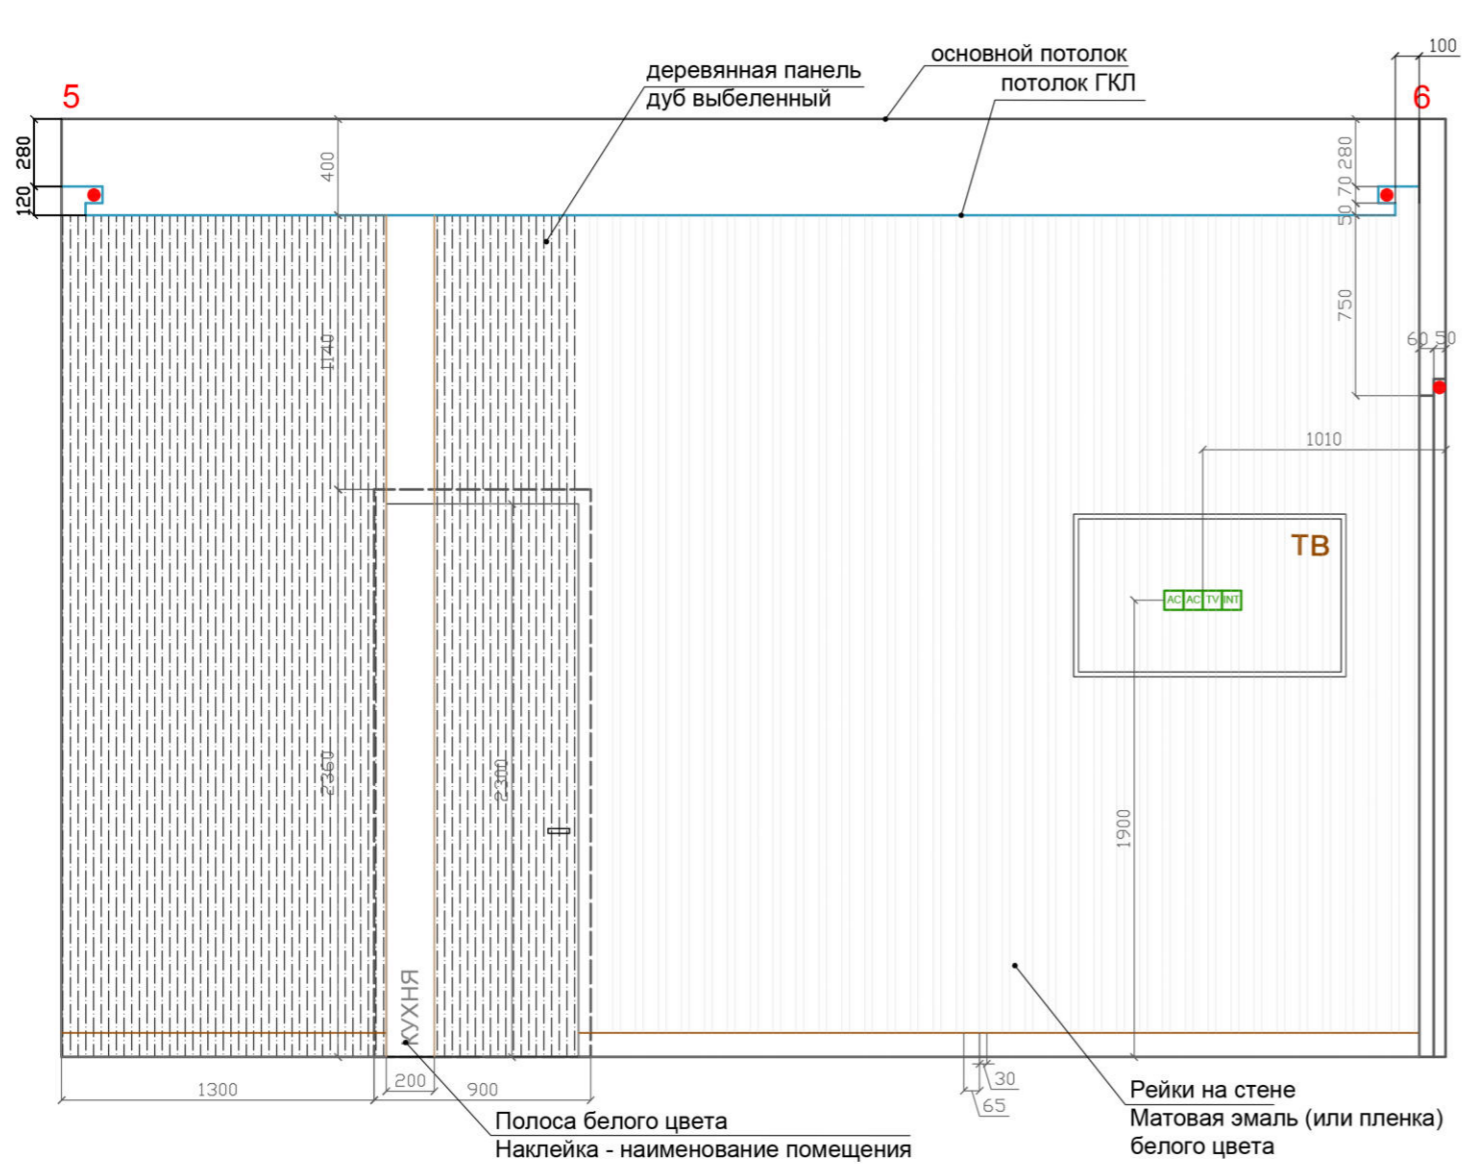 основной потолок
100
деревянная панель
потолок ГКЛ
5
дуб выбеленный
6
280
400
280
120
70
50
750
1140
60
50
1010
ТВ
AC AC TV INT
2360
2300
1900
КУХНЯ
1300
200
900
30
65
Рейки на стене
Полоса белого цвета
Матовая эмаль (или пленка)
Наклейка - наименование помещения
белого цвета